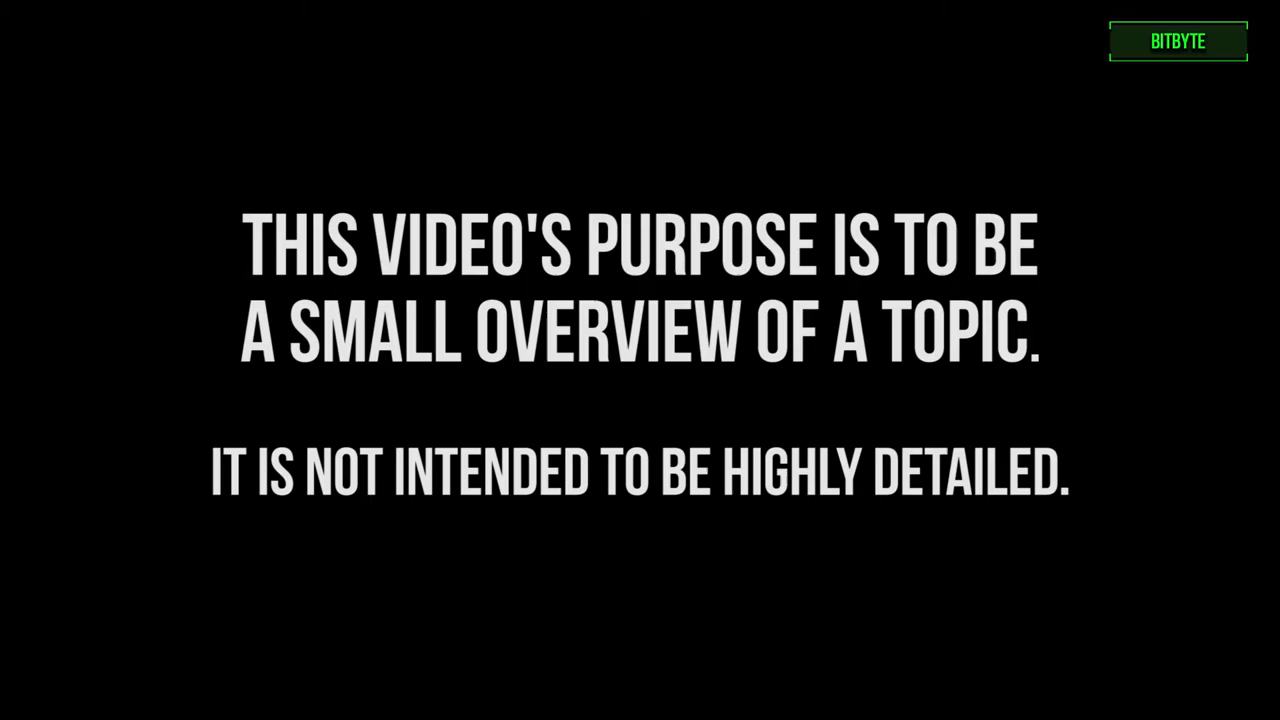 BITBYTE
THIS VIDEO'S PURPOSE IS TO BE
A SMALL OVERVIEW OF A TOPIC.
IT IS NOT INTENDED TO BE HIGHLY DETAILED.